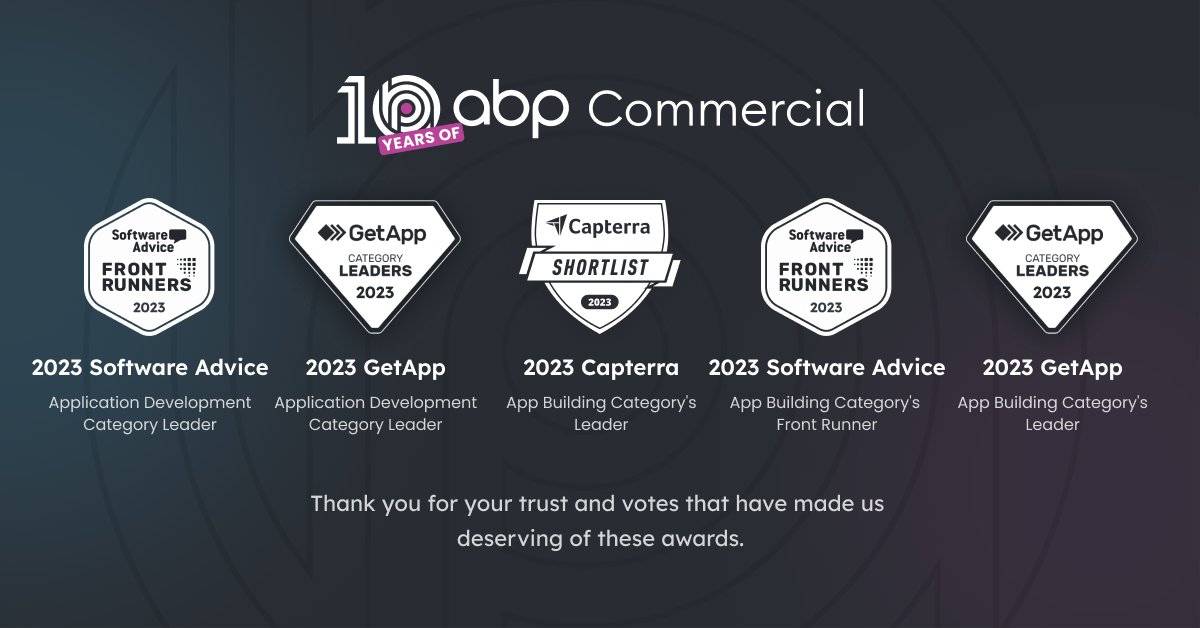 10 YEARS OF abp Commercial
Software
Advice
FRONT
RUNNERS
2023
2023 Software Advice
Application Development
Category Leader
GetApp
CATEGORY
LEADERS
2023
2023 GetApp
Application Development
Category Leader
Capterra
SHORTLIST
2023
2023 Capterra
App Building Category's
Leader
Software
Advice
FRONT
RUNNERS
2023
2023 Software Advice
App Building Category's
Front Runner
GetApp
CATEGORY
LEADERS
2023
2023 GetApp
App Building Category's
Leader
Thank you for your trust and votes that have made us
deserving of these awards.